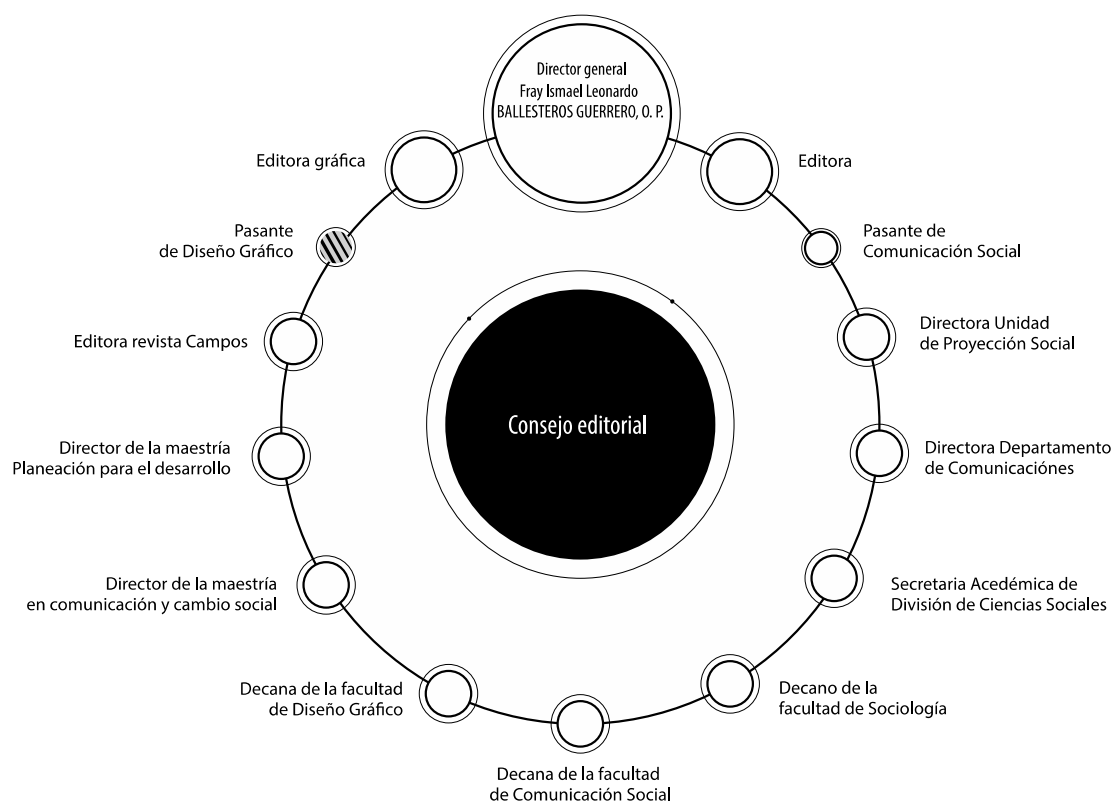 Director general
Fray Ismael Leonardo
BALLESTEROS GUERRERO, O. P.
Editora gráfica
Editora
Pasante
de Diseño Gráfico
Pasante de
Comunicación Social
Editora revista Campos
Directora Unidad
de Proyección Social
Consejo editorial
Director de la maestría
Planeación para el desarrollo
Directora Departamento
de Comunicaciónes
Director de la maestría
en comunicación y cambio social
Secretaria Acedémica de
División de Ciencias Sociales
Decana de la facultad
de Diseño Gráfico
Decano de la
facultad de Sociología
Decana de la facultad
de Comunicación Social